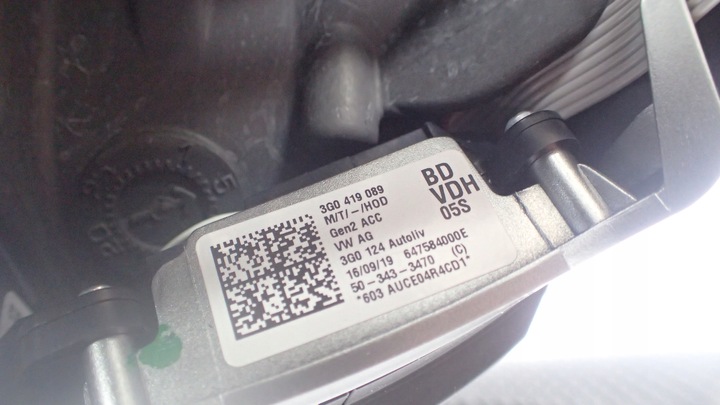 3G0 419 089
M/T/-/HOD
Gen2 ACC
VW AG
3G0 124 Autoliv
16/09/19 647584000E
50-343-3470 (C)
*603 AUCE04R4CD1*
BD
VDH
05S
5